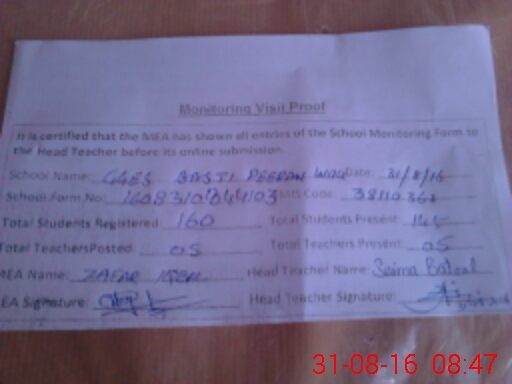 Monitoring Visit Proof
It is certified that the MEA has shown all entries of the School Monitoring Form to
the Head Teacher before its online submission.
School Name: GGES BASTI PEERAN WALI Date: 31/8/16
School Form No: EMIS Code:
Total Students Registered: 160 Total Students Present: 145
Total Teachers Posted: 05 Total Teachers Present: 05
MEA Name: ZAFAR IQBAL Head Teacher Name: Saima Batool
EA Signature: Head Teacher Signature:
31-08-16 08:47